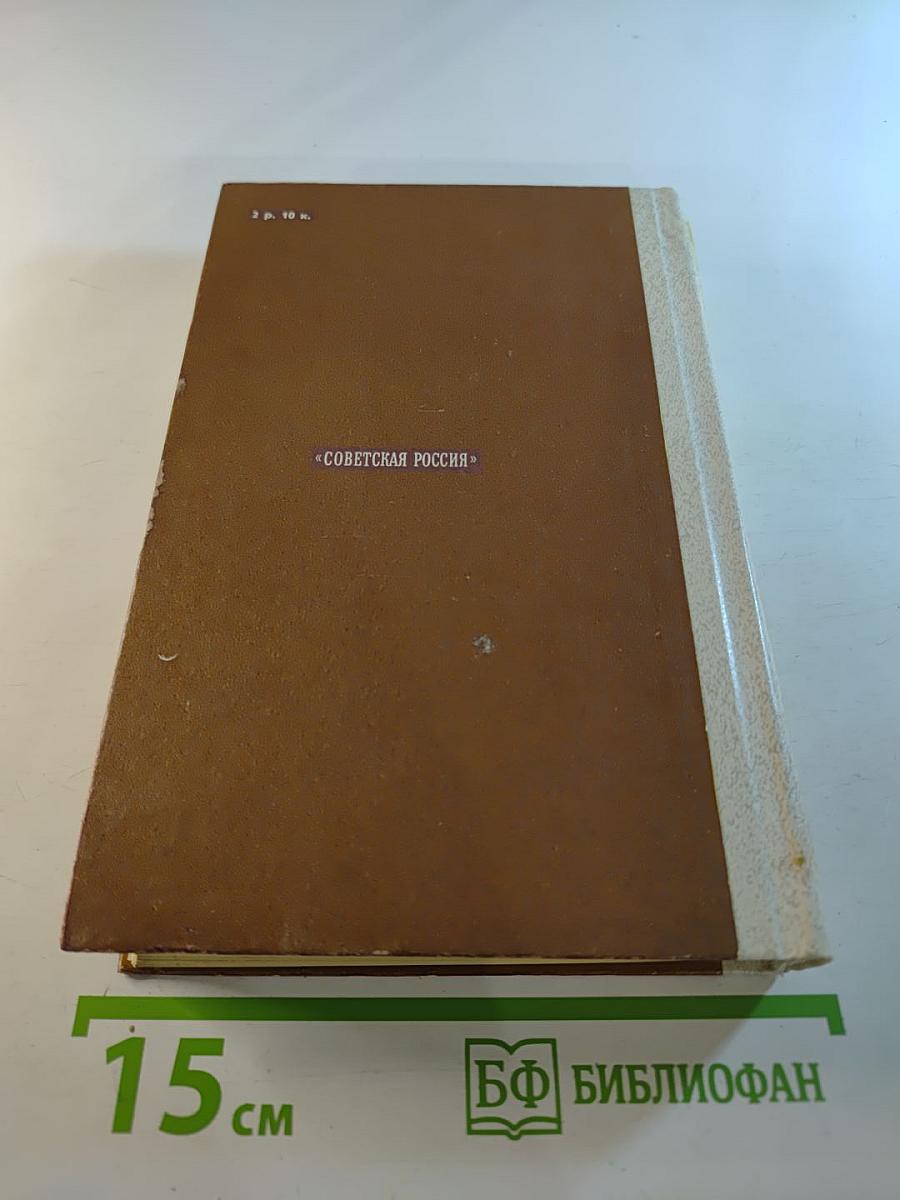 2 р. 10 к.
«СОВЕТСКАЯ РОССИЯ»
15 см
БФ БИБЛИОФАН